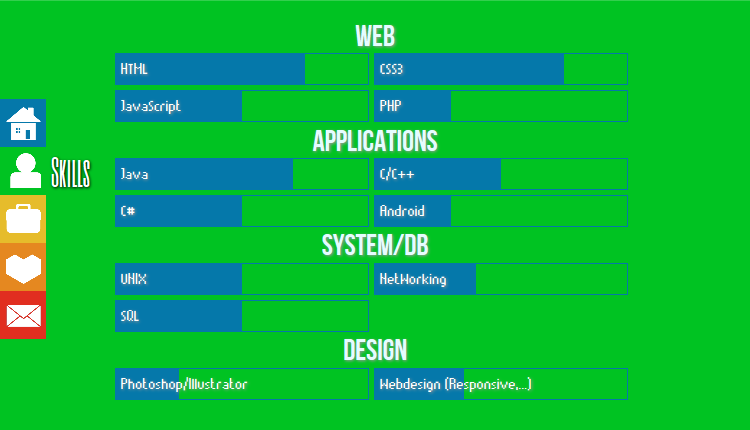 WEB
HTML
CSS3
JavaScript
PHP
APPLICATIONS
Java
C/C++
Skills
C#
Android
SYSTEM/DB
UNIX
NetWorking
SQL
DESIGN
Photoshop/Illustrator
Webdesign (Responsive,...)